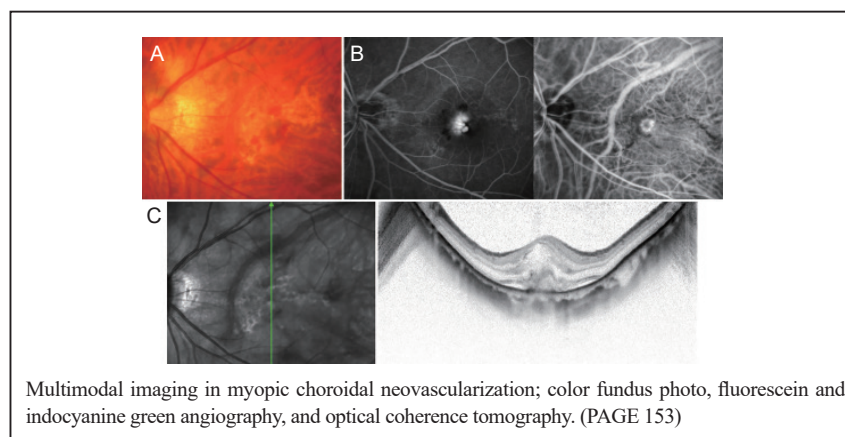 A
B
C
Multimodal imaging in myopic choroidal neovascularization; color fundus photo, fluorescein and
indocyanine green angiography, and optical coherence tomography. (PAGE 153)